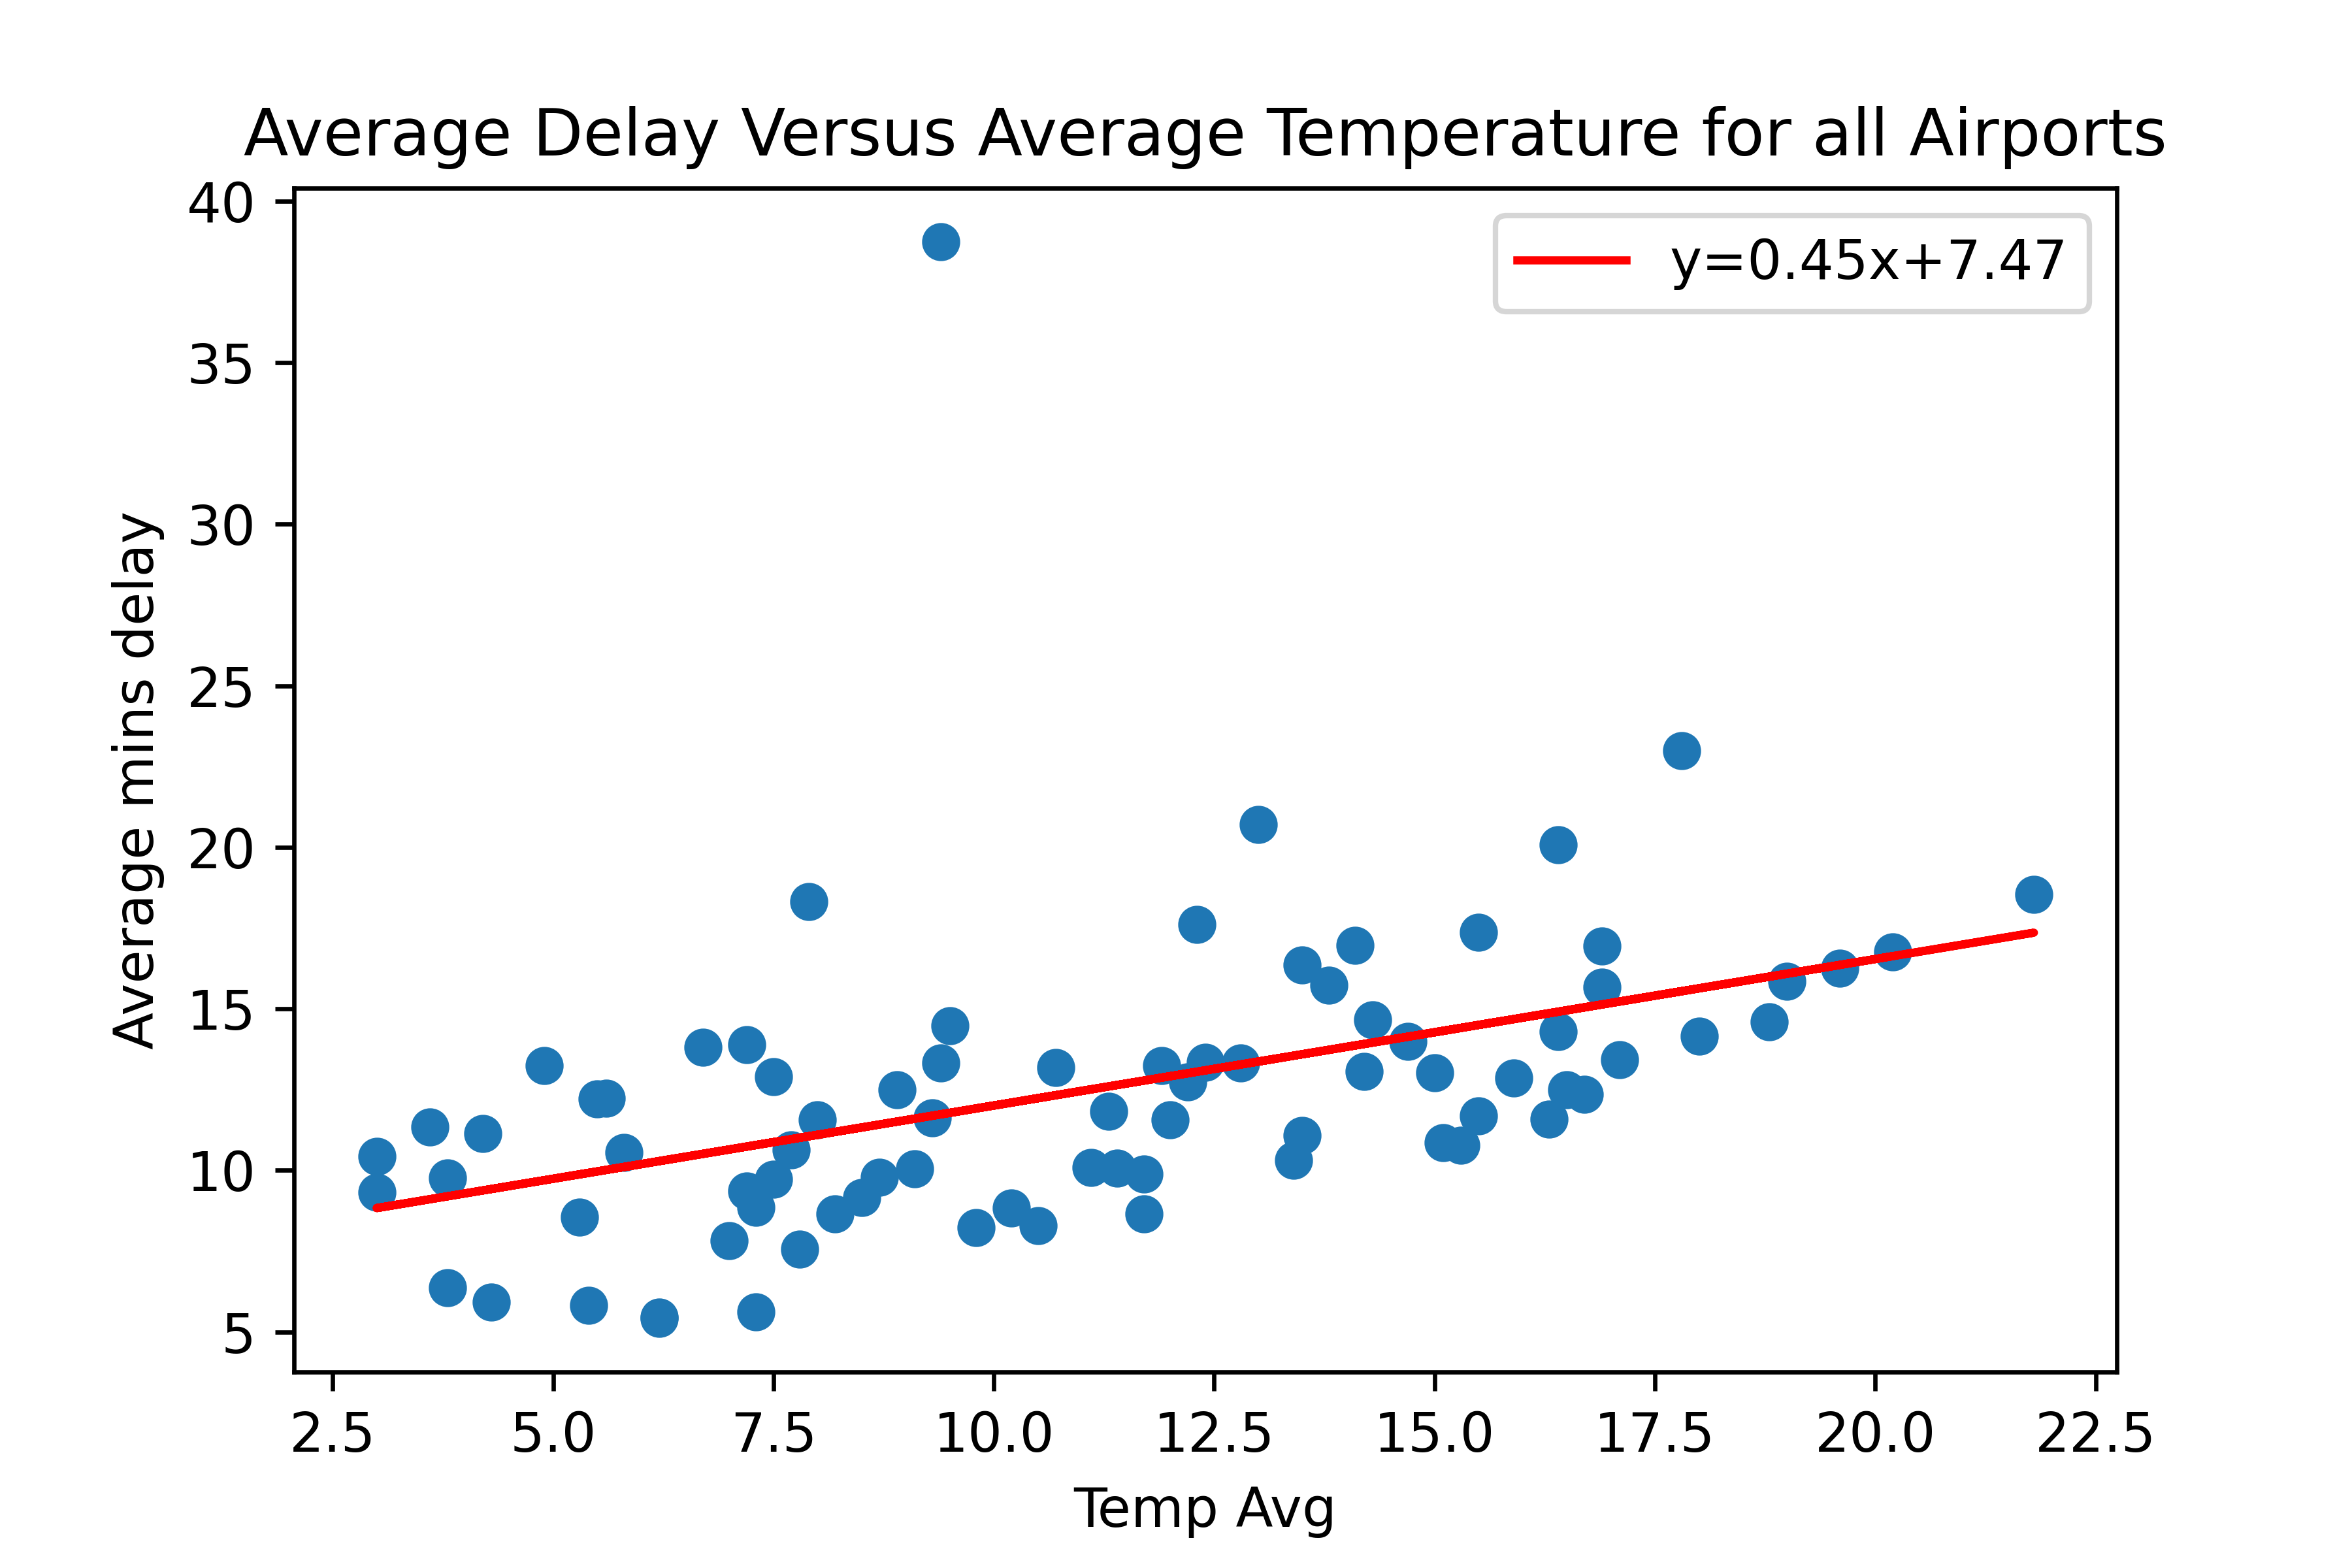 Average Delay Versus Average Temperature for all Airports
y=0.45x+7.47
40
35
30
25
20
15
10
5
Average mins delay
2.5 5.0 7.5 10.0 12.5 15.0 17.5 20.0 22.5
Temp Avg